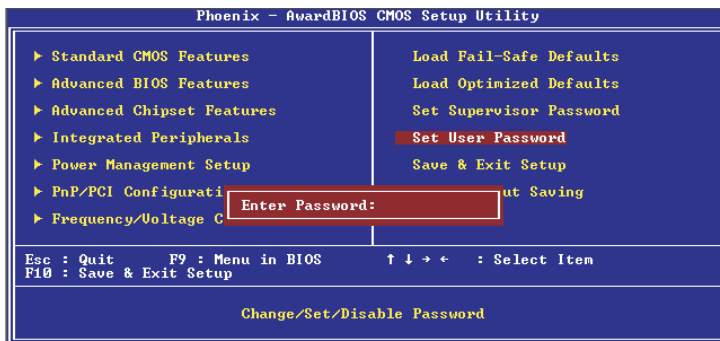 Phoenix - AwardBIOS CMOS Setup Utility
▶ Standard CMOS Features
▶ Advanced BIOS Features
▶ Advanced Chipset Features
▶ Integrated Peripherals
▶ Power Management Setup
▶ PnP/PCI Configurati
▶ Frequency/Voltage C
Load Fail-Safe Defaults
Load Optimized Defaults
Set Supervisor Password
Set User Password
Save & Exit Setup
ut Saving
Enter Password:
Esc : Quit F9 : Menu in BIOS ↑ ↓ → ← : Select Item
F10 : Save & Exit Setup
Change/Set/Disable Password